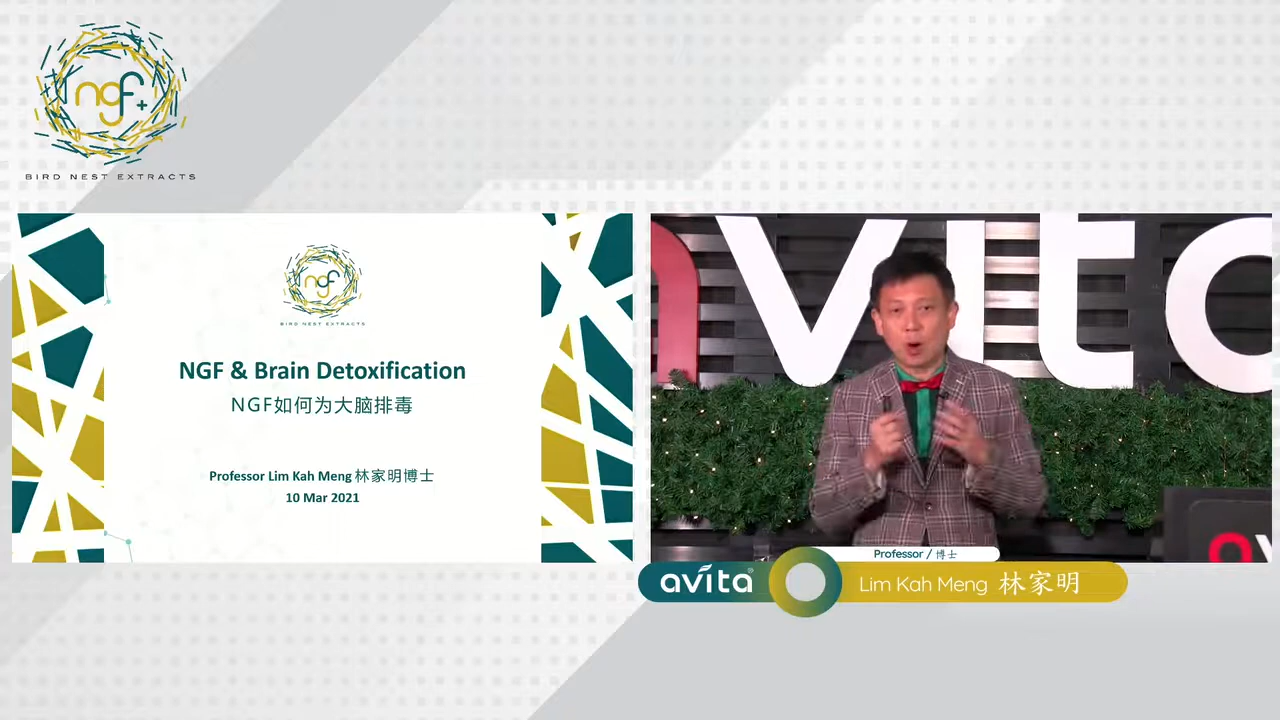 ngf+
BIRD NEST EXTRACTS
ngf
BIRD NEST EXTRACTS
NGF & Brain Detoxification
NGF如何为大脑排毒
Professor Lim Kah Meng 林家明博士
10 Mar 2021
avita
Professor / 博士
avita®
Lim Kah Meng 林家明